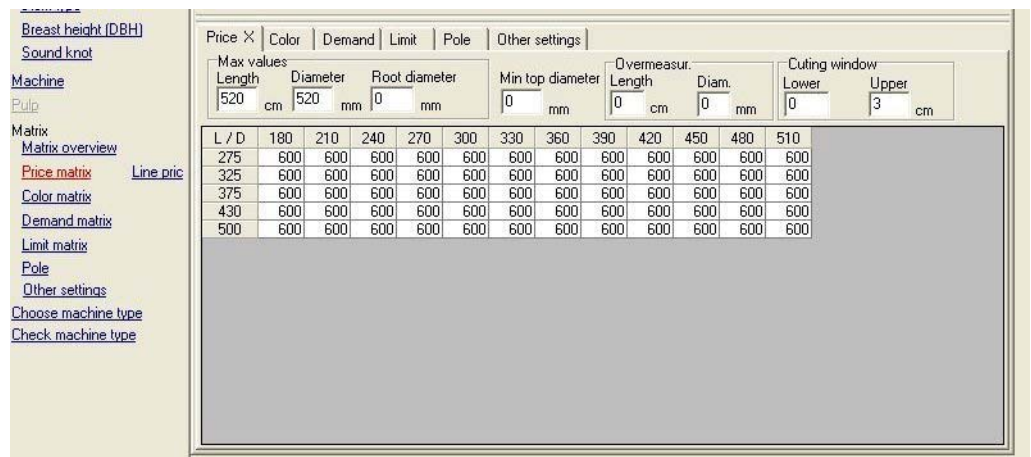 Breast height (DBH)
Sound knot
Machine
Pulp
Matrix
Matrix overview
Price matrix Line pric
Color matrix
Demand matrix
Limit matrix
Pole
Other settings
Choose machine type
Check machine type
Price X Color Demand Limit Pole Other settings
Max values Overmeasur. Cuting window
Length Diameter Root diameter Min top diameter Length Diam. Lower Upper
520 cm 520 mm 0 mm 0 mm 0 cm 0 mm 0 3 cm
L / D 180 210 240 270 300 330 360 390 420 450 480 510
275 600 600 600 600 600 600 600 600 600 600 600 600
325 600 600 600 600 600 600 600 600 600 600 600 600
375 600 600 600 600 600 600 600 600 600 600 600 600
430 600 600 600 600 600 600 600 600 600 600 600 600
500 600 600 600 600 600 600 600 600 600 600 600 600